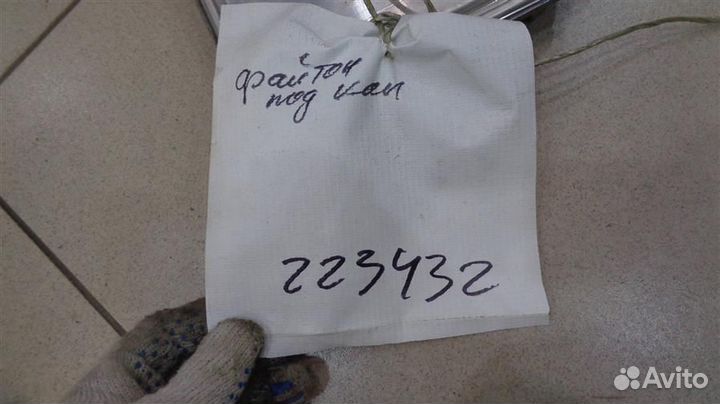 Файтон
под кап
223432
Avito